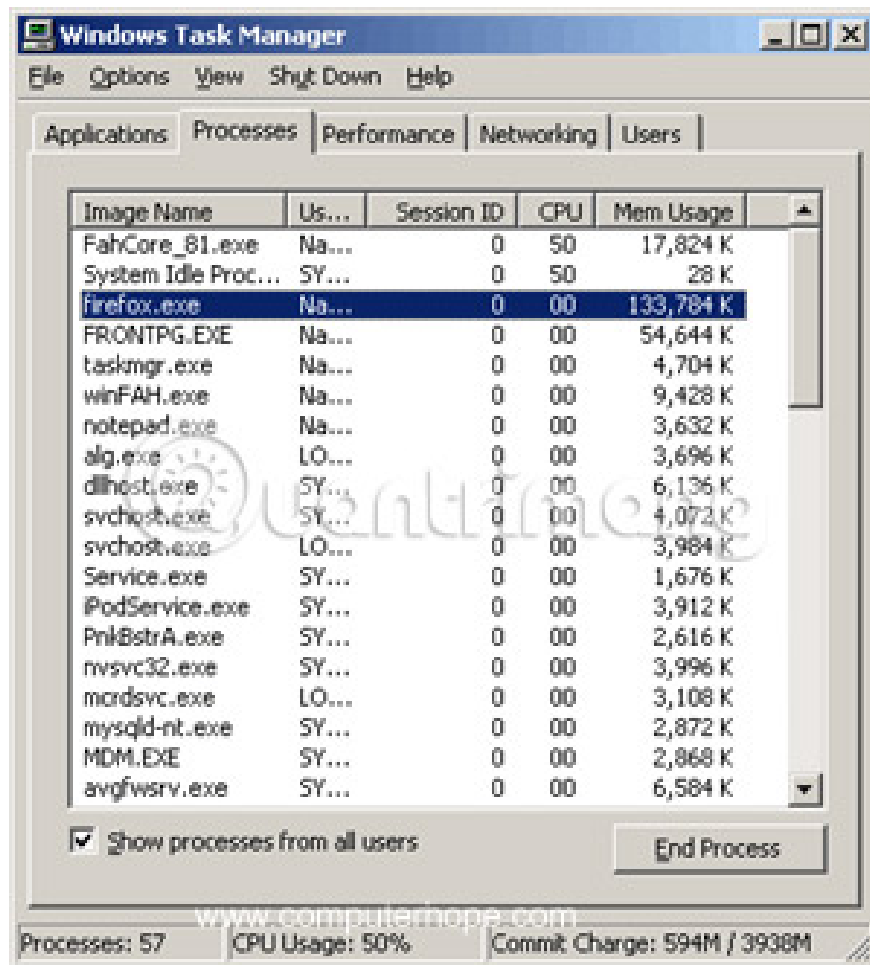 Windows Task Manager
File Options View Shut Down Help
Applications Processes Performance Networking Users
Image Name Us... Session ID CPU Mem Usage
FahCore_81.exe Na... 0 50 17,824 K
System Idle Proc... SY... 0 50 28 K
firefox.exe Na... 0 00 133,784 K
FRONTPG.EXE Na... 0 00 54,644 K
taskmgr.exe Na... 0 00 4,704 K
winFAH.exe Na... 0 00 9,428 K
notepad.exe Na... 0 00 3,632 K
alg.exe LO... 0 00 3,696 K
dllhost.exe SY... 0 00 6,136 K
svchost.exe SY... 0 00 4,072 K
svchost.exe LO... 0 00 3,984 K
Service.exe SY... 0 00 1,676 K
iPodService.exe SY... 0 00 3,912 K
PnkBstrA.exe SY... 0 00 2,616 K
nvsvc32.exe SY... 0 00 3,996 K
mcrdsvc.exe LO... 0 00 3,108 K
mysqld-nt.exe SY... 0 00 2,872 K
MDM.EXE SY... 0 00 2,868 K
avgfwsrv.exe SY... 0 00 6,584 K
Quantrimang
Show processes from all users
End Process
www.computerhope.com
Processes: 57 CPU Usage: 50% Commit Charge: 594M / 3938M